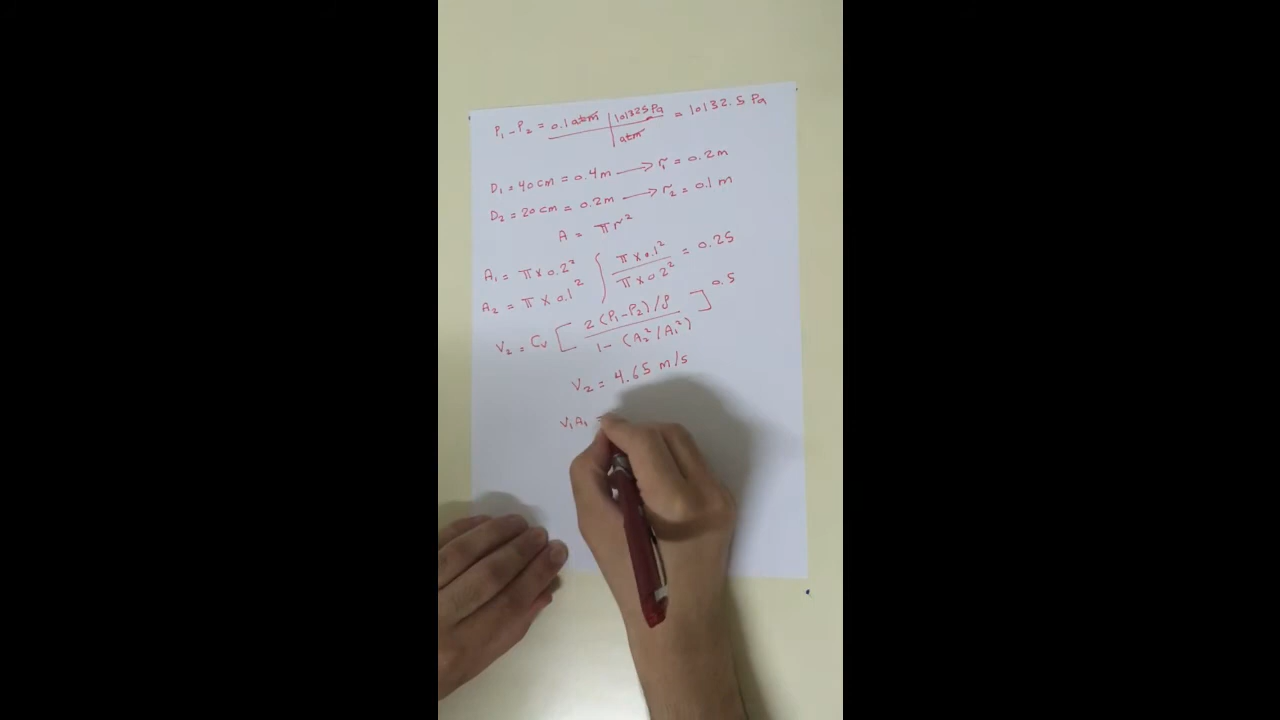 P₁-P₂ = 0.1 atm | 101325 Pa / atm = 10132.5 Pa
D₁ = 40 cm = 0.4 m → r₁ = 0.2 m
D₂ = 20 cm = 0.2 m → r₂ = 0.1 m
A = πr²
A₁ = π × 0.2²
A₂ = π × 0.1²
π × 0.1² / π × 0.2² = 0.25
V₂ = Cᵥ [ 2 (P₁-P₂)/ρ / 1 - (A₂²/A₁²) ]^0.5
V₂ = 4.65 m/s
V₁A₁